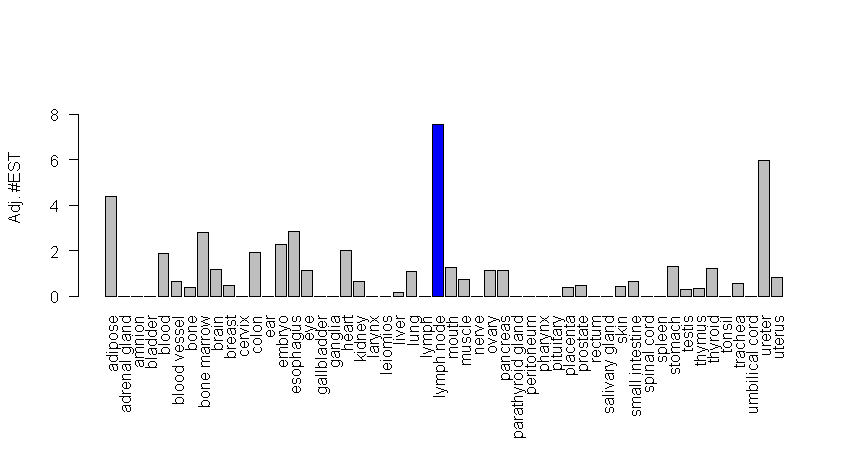 Adj. #EST
8
6
4
2
0
adipose
adrenal gland
amnion
bladder
blood
blood vessel
bone
bone marrow
brain
breast
cervix
colon
ear
embryo
esophagus
eye
gallbladder
ganglia
heart
kidney
larynx
leiomios
liver
lung
lymph
lymph node
mouth
muscle
nerve
ovary
pancreas
parathyroid gland
peritoneum
pharynx
pituitary
placenta
prostate
rectum
salivary gland
skin
small intestine
spinal cord
spleen
stomach
testis
thymus
thyroid
tonsil
trachea
umbilical cord
ureter
uterus